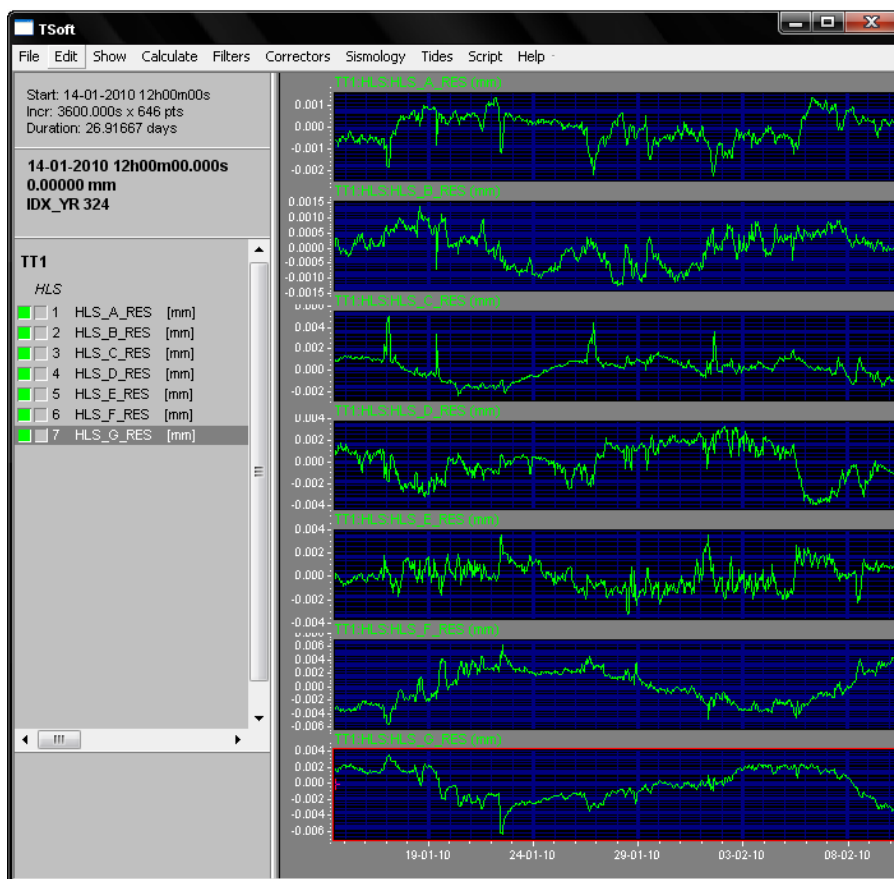 TSoft
File Edit Show Calculate Filters Correctors Sismology Tides Script Help
Start: 14-01-2010 12h00m00s
Incr: 3600.000s x 646 pts
Duration: 26.91667 days
14-01-2010 12h00m00.000s
0.00000 mm
IDX_YR 324
TT1
HLS
1 HLS_A_RES [mm]
2 HLS_B_RES [mm]
3 HLS_C_RES [mm]
4 HLS_D_RES [mm]
5 HLS_E_RES [mm]
6 HLS_F_RES [mm]
7 HLS_G_RES [mm]
TT1:HLS:HLS_A_RES (mm)
0.001
0.000
-0.001
-0.002
TT1:HLS:HLS_B_RES (mm)
0.0015
0.0010
0.0005
0.0000
-0.0005
-0.0010
-0.0015
TT1:HLS:HLS_C_RES (mm)
0.004
0.002
0.000
-0.002
TT1:HLS:HLS_D_RES (mm)
0.004
0.002
0.000
-0.002
-0.004
TT1:HLS:HLS_E_RES (mm)
0.004
0.002
0.000
-0.002
-0.004
TT1:HLS:HLS_F_RES (mm)
0.006
0.004
0.002
0.000
-0.002
-0.004
-0.006
TT1:HLS:HLS_G_RES (mm)
0.004
0.002
0.000
-0.002
-0.004
-0.006
19-01-10 24-01-10 29-01-10 03-02-10 08-02-10